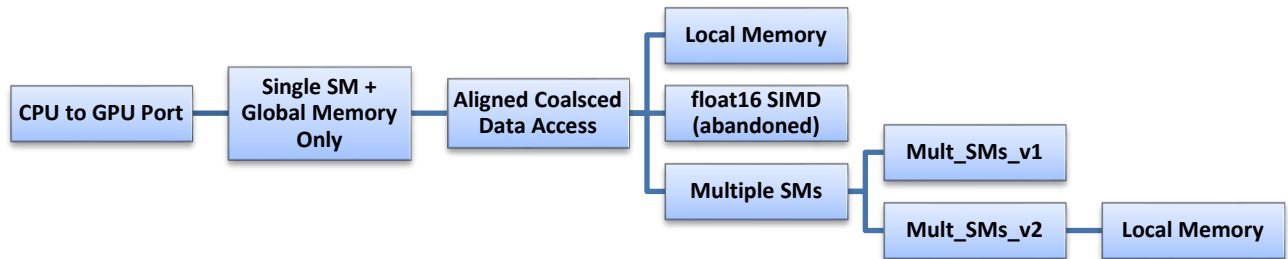 CPU to GPU Port
Single SM +
Global Memory
Only
Aligned Coalsced
Data Access
Local Memory
float16 SIMD
(abandoned)
Multiple SMs
Mult_SMs_v1
Mult_SMs_v2
Local Memory